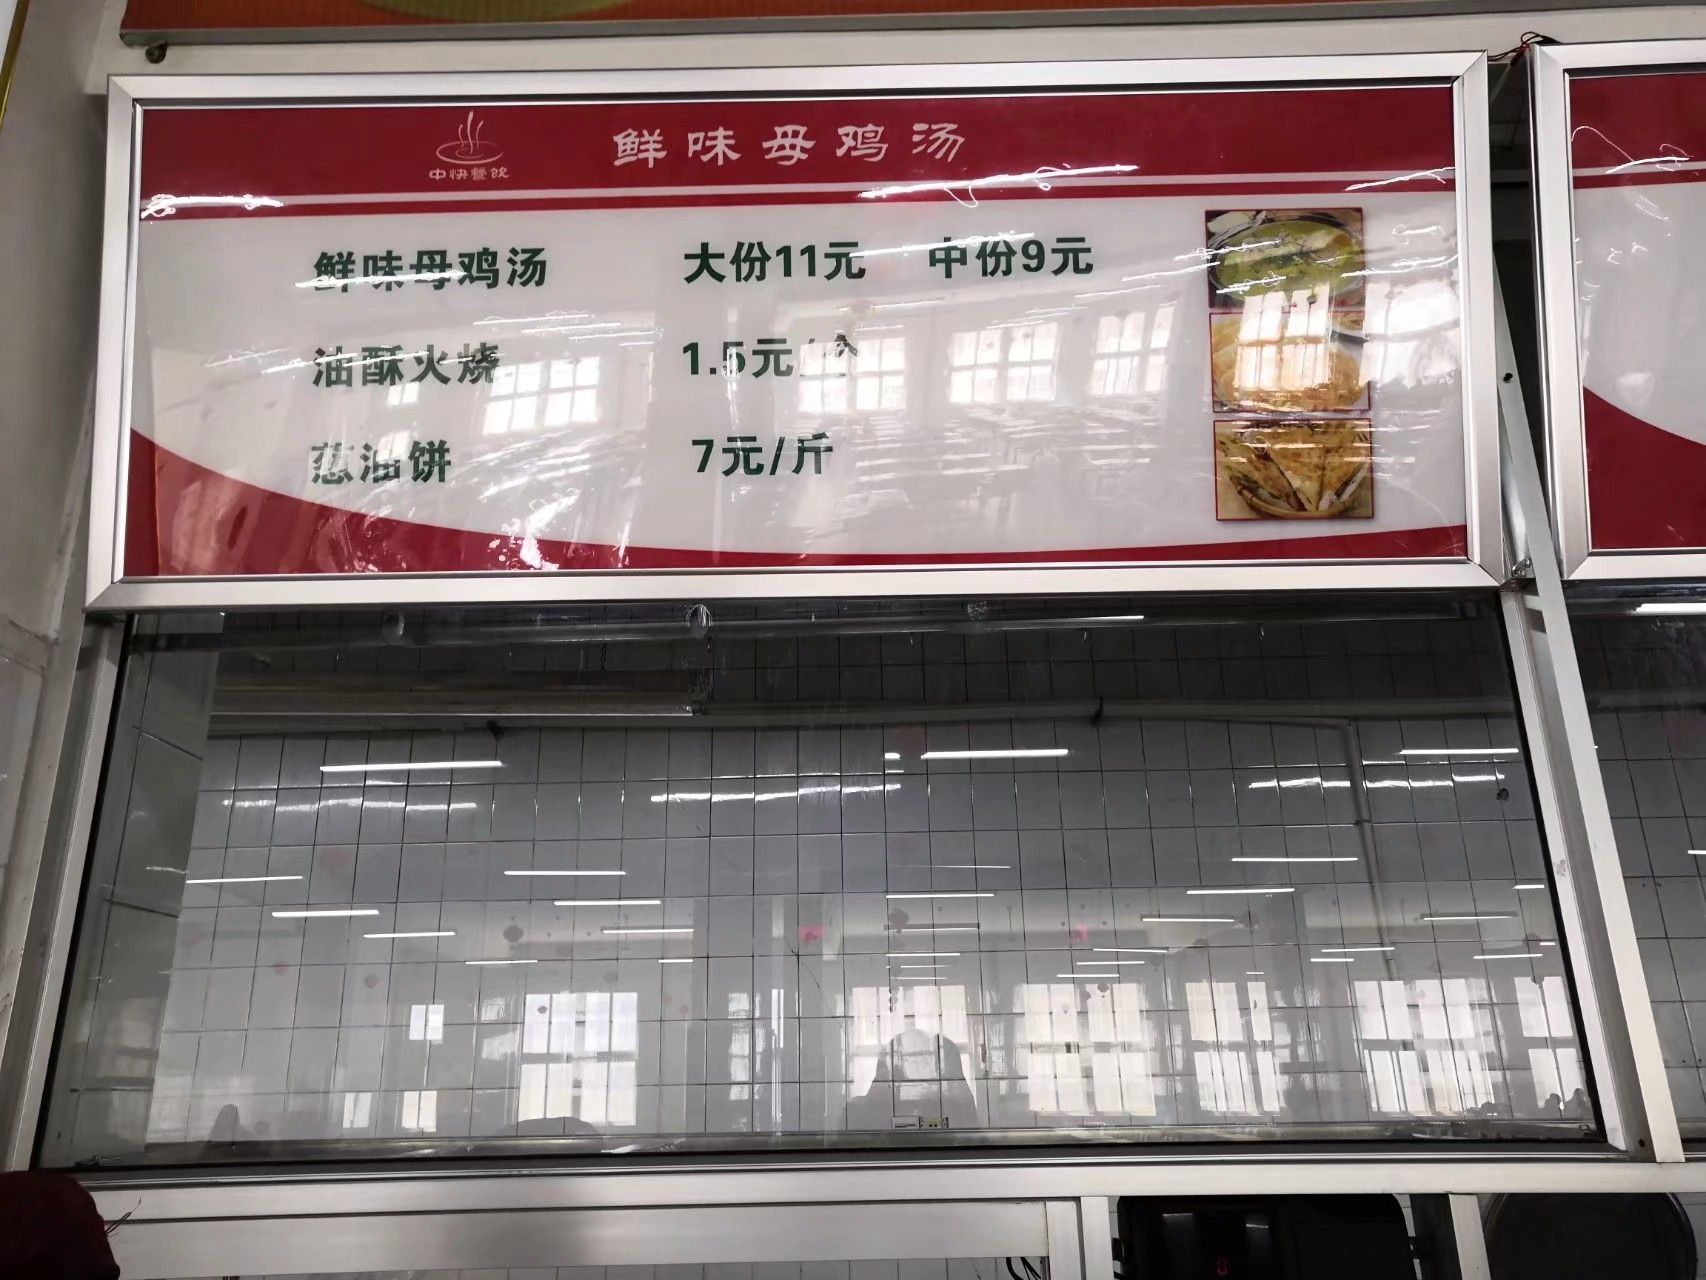 中快餐饮
鲜味母鸡汤
鲜味母鸡汤 大份11元 中份9元
油酥火烧 1.5元/个
葱油饼 7元/斤